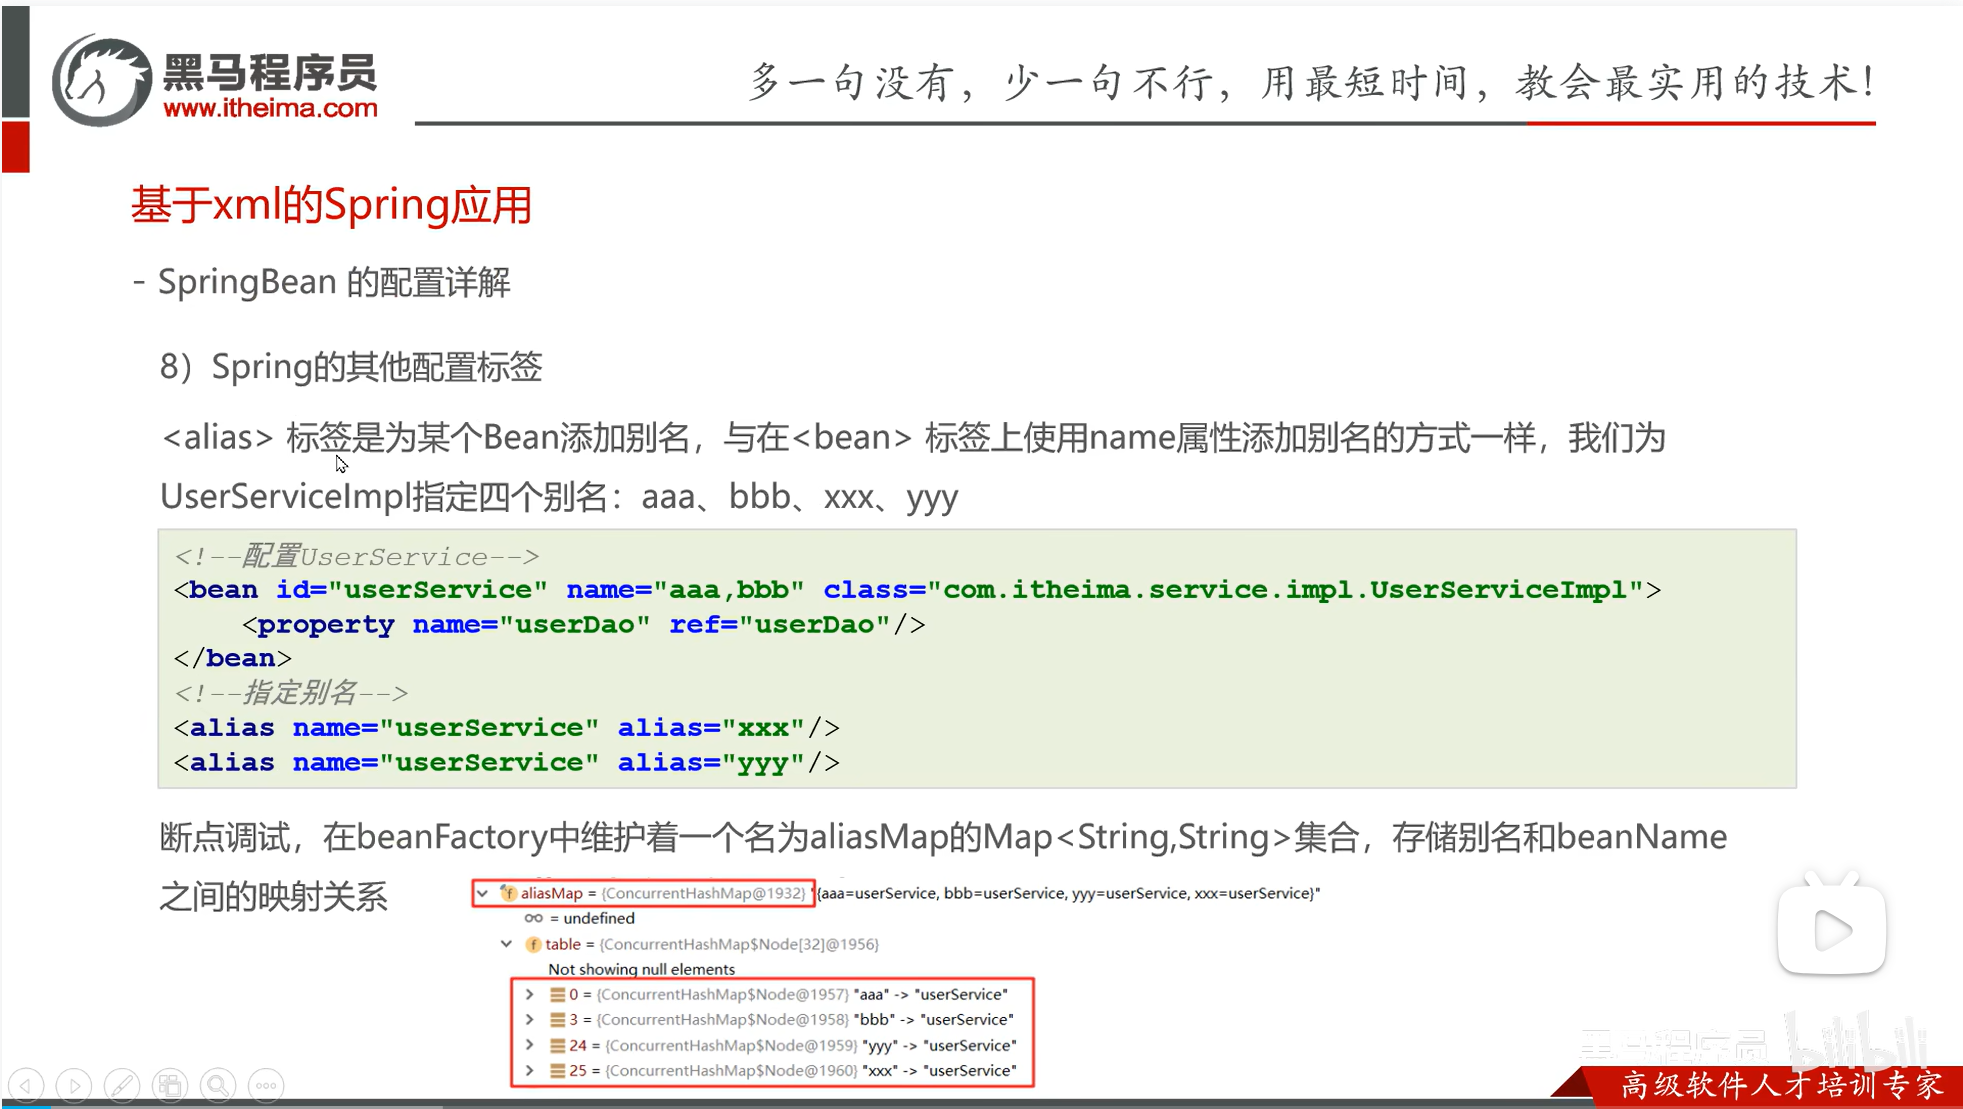 黑马程序员
www.itheima.com
多一句没有，少一句不行，用最短时间，教会最实用的技术！
基于xml的Spring应用
- SpringBean 的配置详解
8）Spring的其他配置标签
<alias> 标签是为某个Bean添加别名，与在<bean> 标签上使用name属性添加别名的方式一样，我们为
UserServiceImpl指定四个别名：aaa、bbb、xxx、yyy
<!--配置UserService-->
<bean id="userService" name="aaa,bbb" class="com.itheima.service.impl.UserServiceImpl">
    <property name="userDao" ref="userDao"/>
</bean>
<!--指定别名-->
<alias name="userService" alias="xxx"/>
<alias name="userService" alias="yyy"/>
断点调试，在beanFactory中维护着一个名为aliasMap的Map<String,String>集合，存储别名和beanName
之间的映射关系
aliasMap = {ConcurrentHashMap@1932} "{aaa=userService, bbb=userService, yyy=userService, xxx=userService}"
oo = undefined
table = {ConcurrentHashMap$Node[32]@1956}
Not showing null elements
0 = {ConcurrentHashMap$Node@1957} "aaa" -> "userService"
3 = {ConcurrentHashMap$Node@1958} "bbb" -> "userService"
24 = {ConcurrentHashMap$Node@1959} "yyy" -> "userService"
25 = {ConcurrentHashMap$Node@1960} "xxx" -> "userService"
黑马程序员 bilibili
高级软件人才培训专家